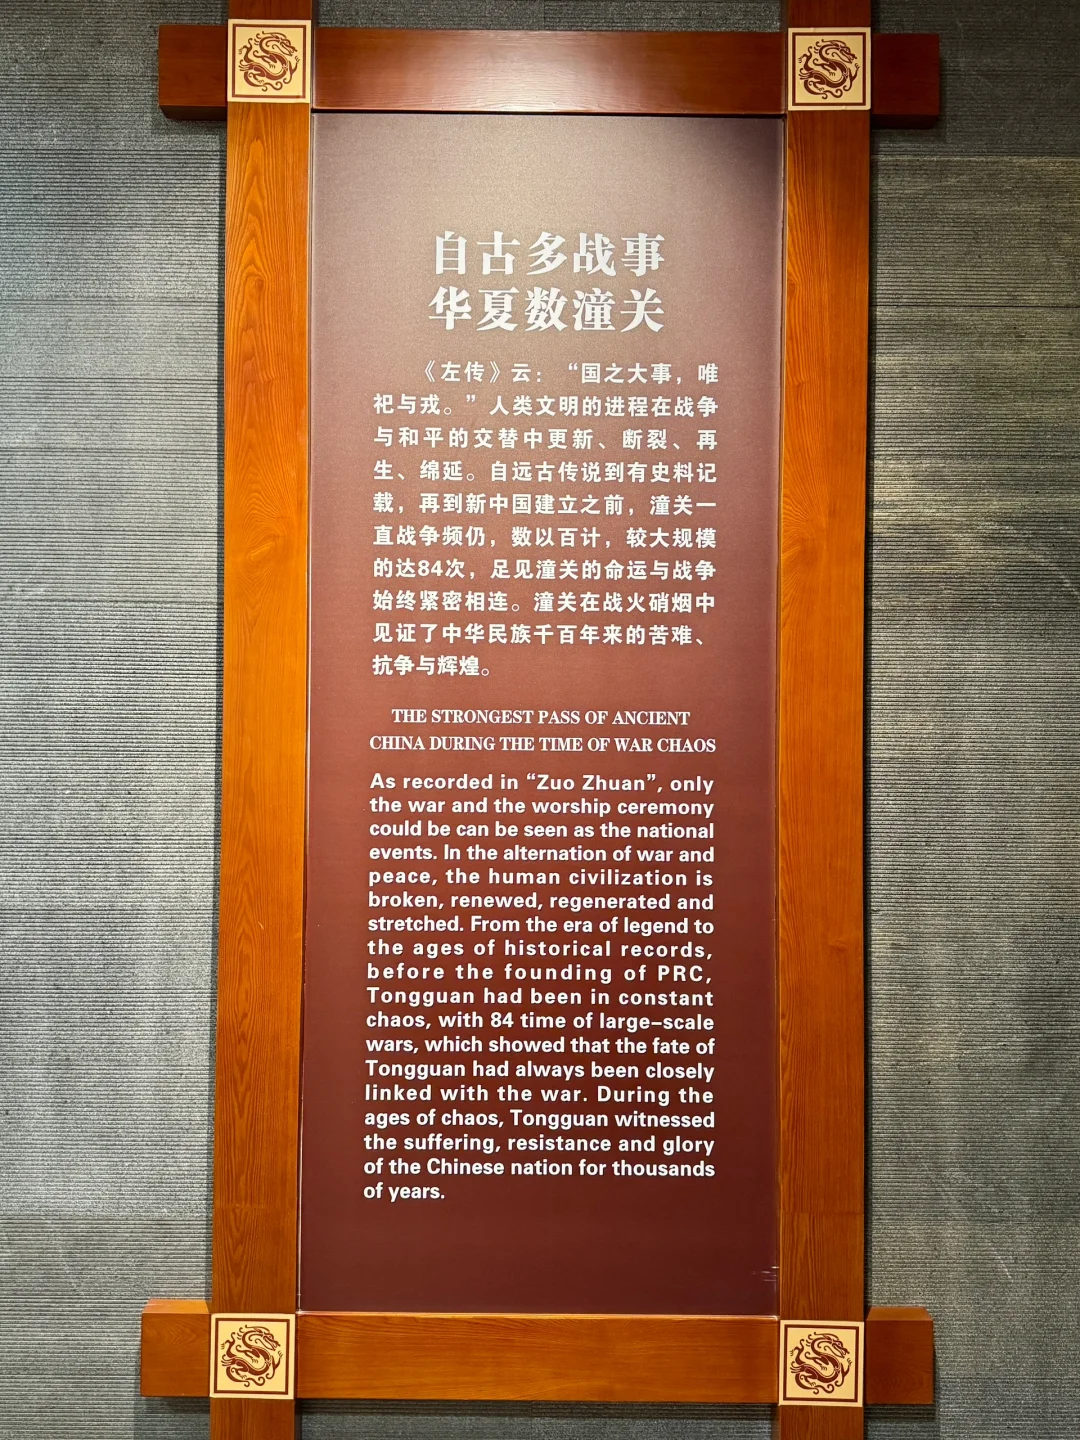 自古多战事
华夏数潼关
《左传》云：“国之大事，唯
祀与戎。”人类文明的进程在战争
与和平的交替中更新、断裂、再
生、绵延。自远古传说到有史料记
载，再到新中国建立之前，潼关一
直战争频仍，数以百计，较大规模
的达84次，足见潼关的命运与战争
始终紧密相连。潼关在战火硝烟中
见证了中华民族千百年来的苦难、
抗争与辉煌。
THE STRONGEST PASS OF ANCIENT
CHINA DURING THE TIME OF WAR CHAOS
As recorded in “Zuo Zhuan”, only
the war and the worship ceremony
could be can be seen as the national
events. In the alternation of war and
peace, the human civilization is
broken, renewed, regenerated and
stretched. From the era of legend to
the ages of historical records,
before the founding of PRC,
Tongguan had been in constant
chaos, with 84 time of large-scale
wars, which showed that the fate of
Tongguan had always been closely
linked with the war. During the
ages of chaos, Tongguan witnessed
the suffering, resistance and glory
of the Chinese nation for thousands
of years.